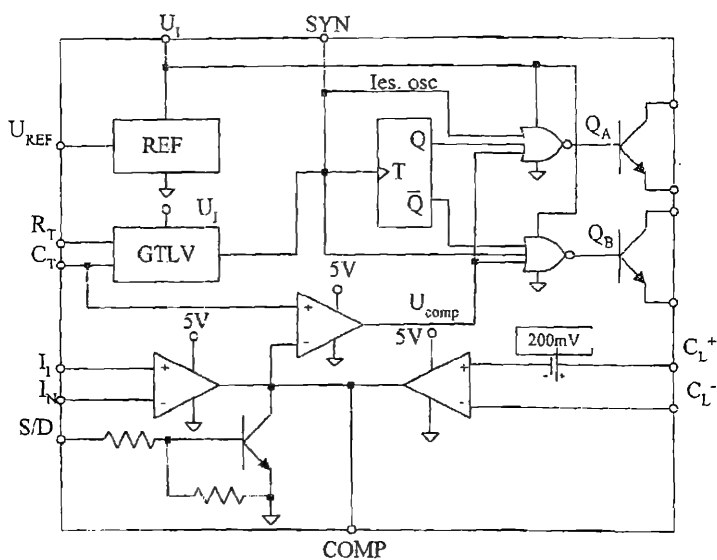 U_I
SYN
Ies. osc
U_REF
REF
Q
T
Q̄
Q_A
U_I
R_T
C_T
GTLV
Q_B
5V
+
-
U_comp
5V
5V
200mV
C_L^+
C_L^-
I_I
I_N
+
-
+
-
- +
S/D
COMP